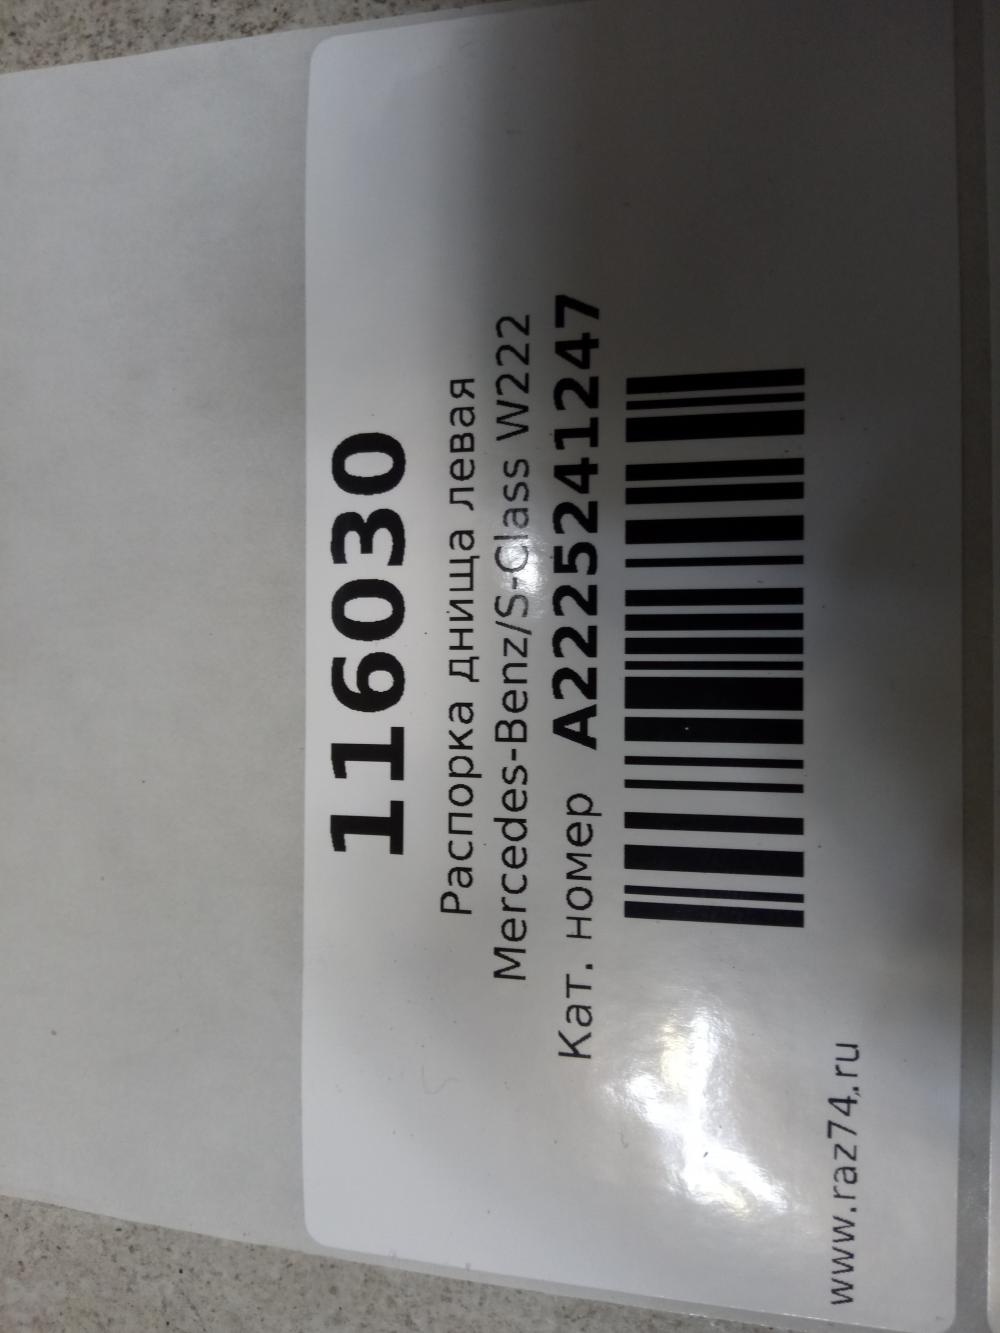 116030
Распорка днища левая
Mercedes-Benz/S-Class W222
Кат. номер A2225241247
www.raz74.ru